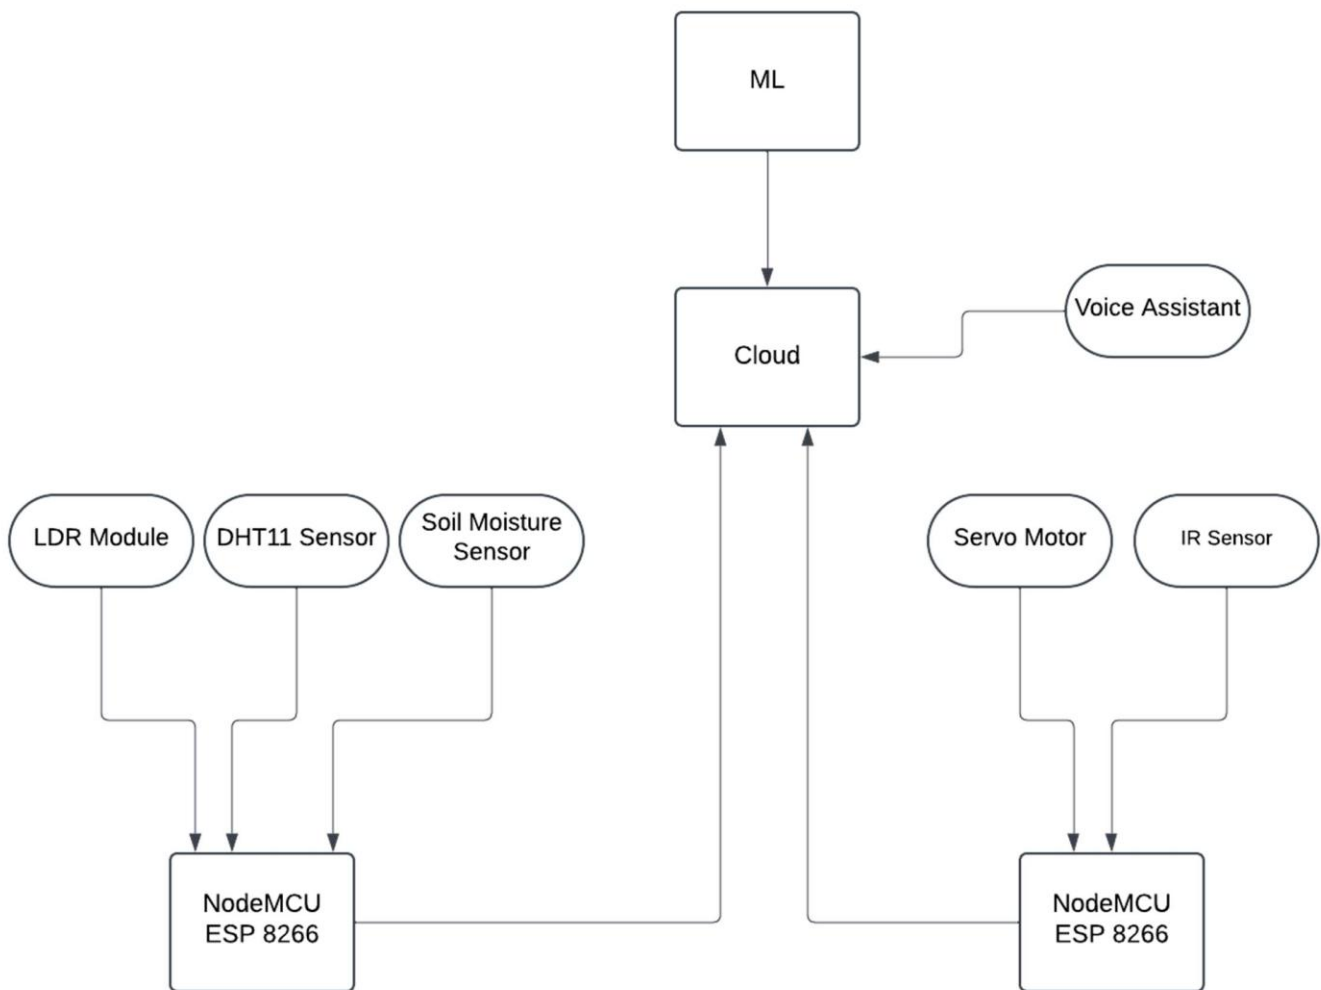 ML
Cloud
Voice Assistant
LDR Module
DHT11 Sensor
Soil Moisture
Sensor
Servo Motor
IR Sensor
NodeMCU
ESP 8266
NodeMCU
ESP 8266